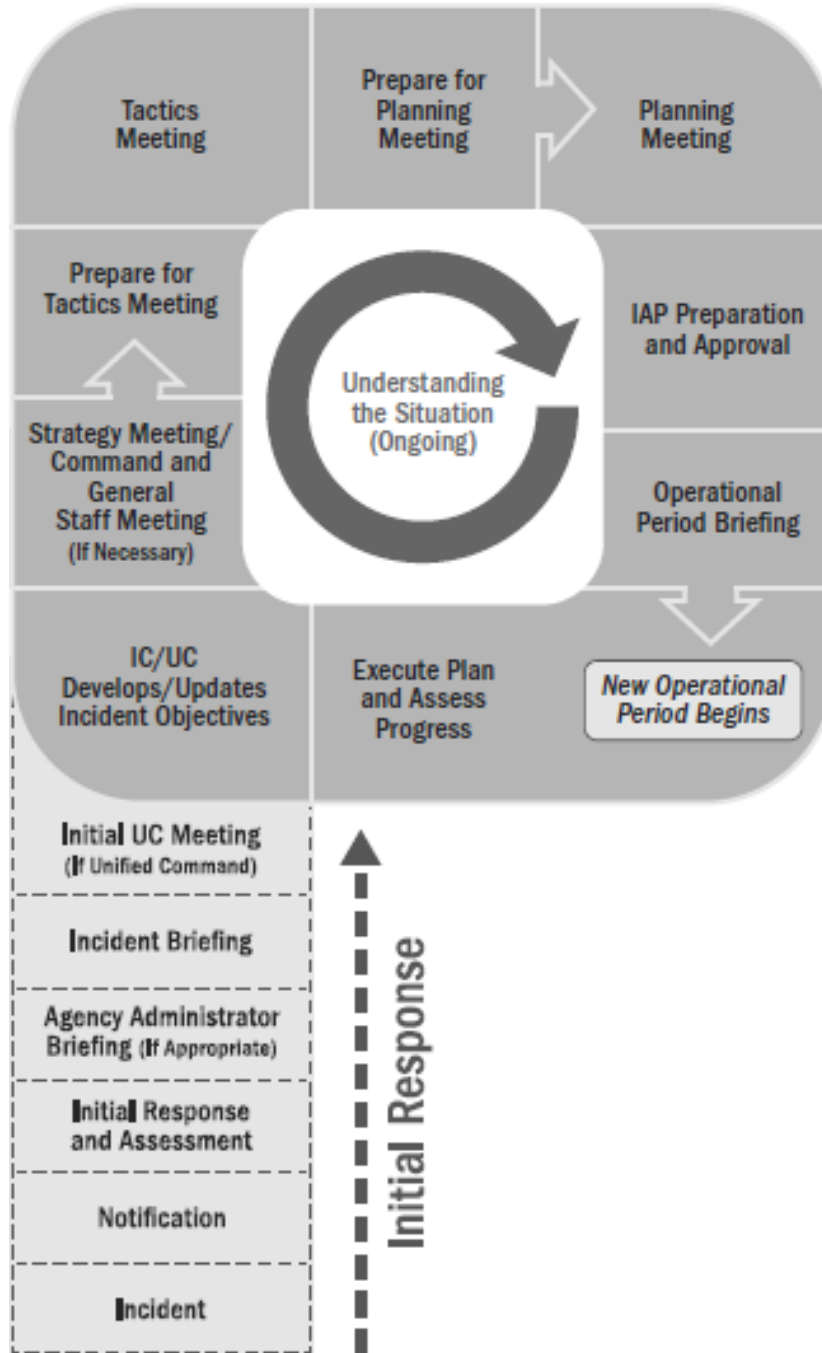 Tactics
Meeting
Prepare for
Planning
Meeting
Planning
Meeting
Prepare for
Tactics Meeting
Understanding
the Situation
(Ongoing)
IAP Preparation
and Approval
Strategy Meeting/
Command and
General
Staff Meeting
(If Necessary)
Operational
Period Briefing
IC/UC
Develops/Updates
Incident Objectives
Execute Plan
and Assess
Progress
New Operational
Period Begins
Initial UC Meeting
(If Unified Command)
Incident Briefing
Agency Administrator
Briefing (If Appropriate)
Initial Response
and Assessment
Notification
Incident
Initial Response